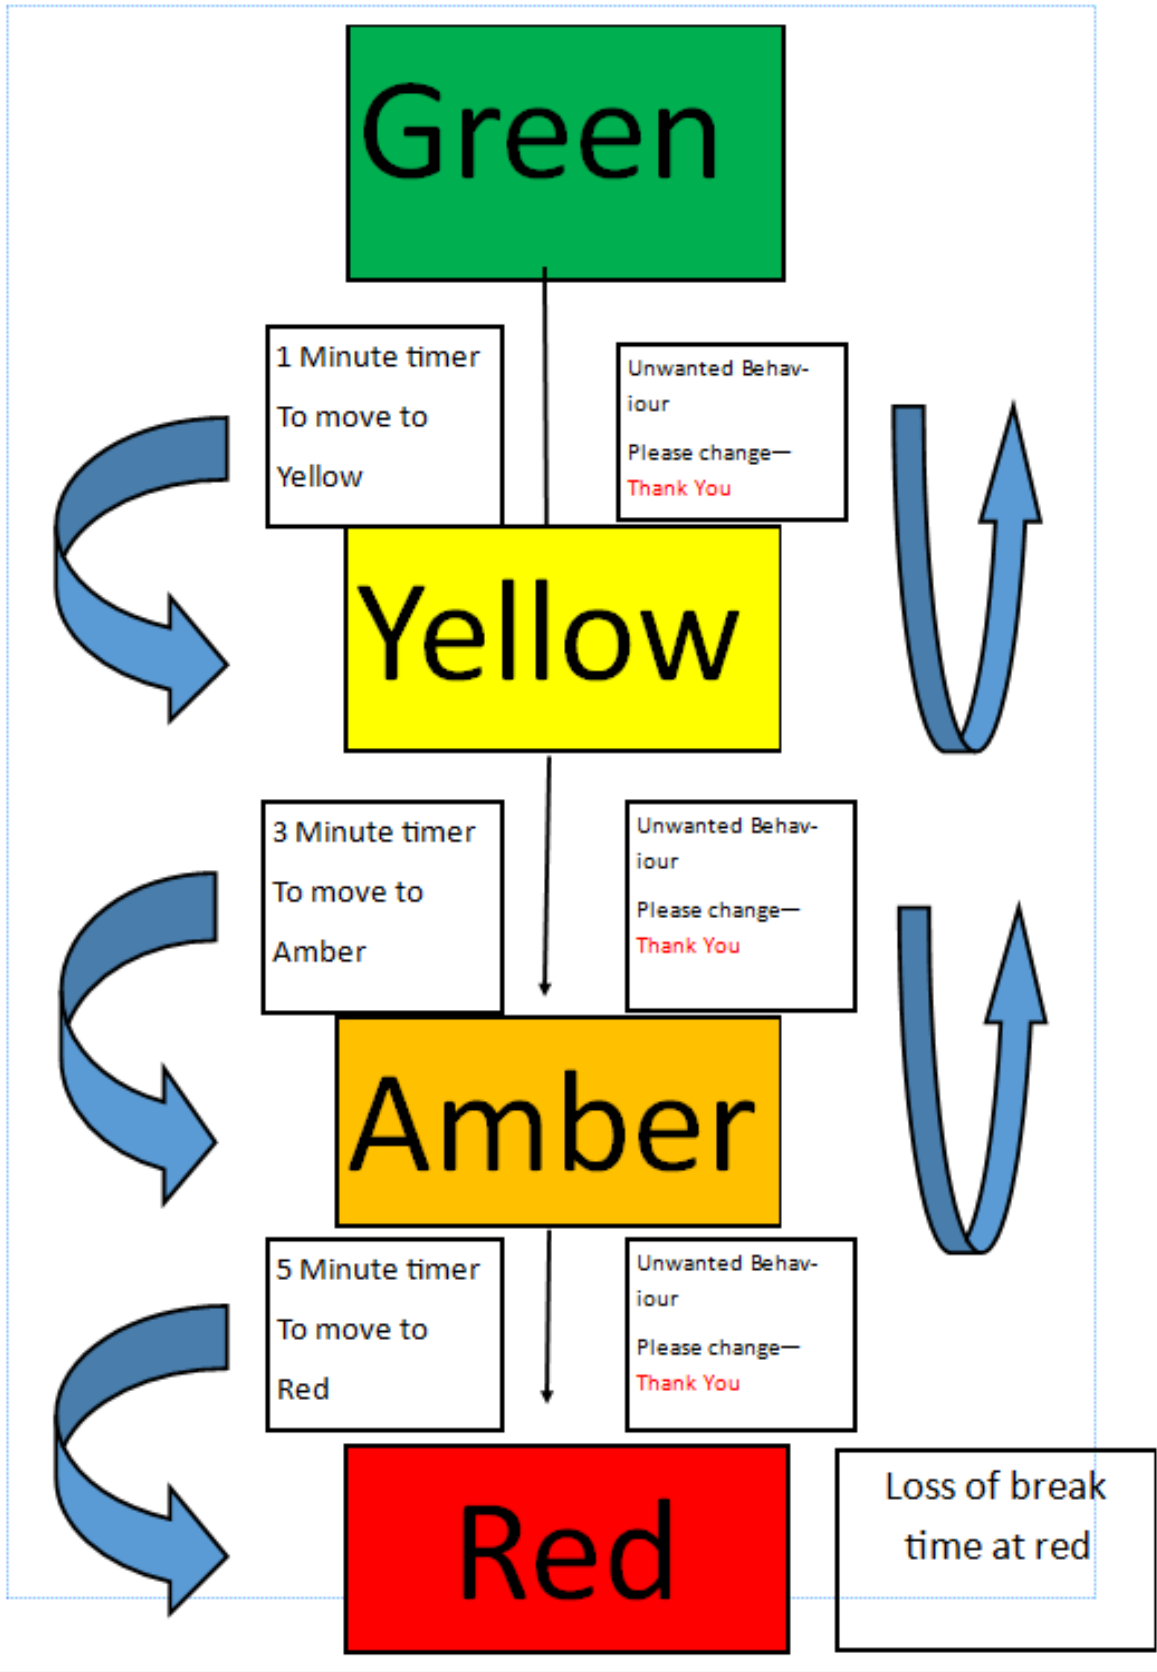 Green
1 Minute timer
To move to
Yellow
Unwanted Behav-
iour
Please change—
Thank You
Yellow
3 Minute timer
To move to
Amber
Unwanted Behav-
iour
Please change—
Thank You
Amber
5 Minute timer
To move to
Red
Unwanted Behav-
iour
Please change—
Thank You
Red
Loss of break
time at red